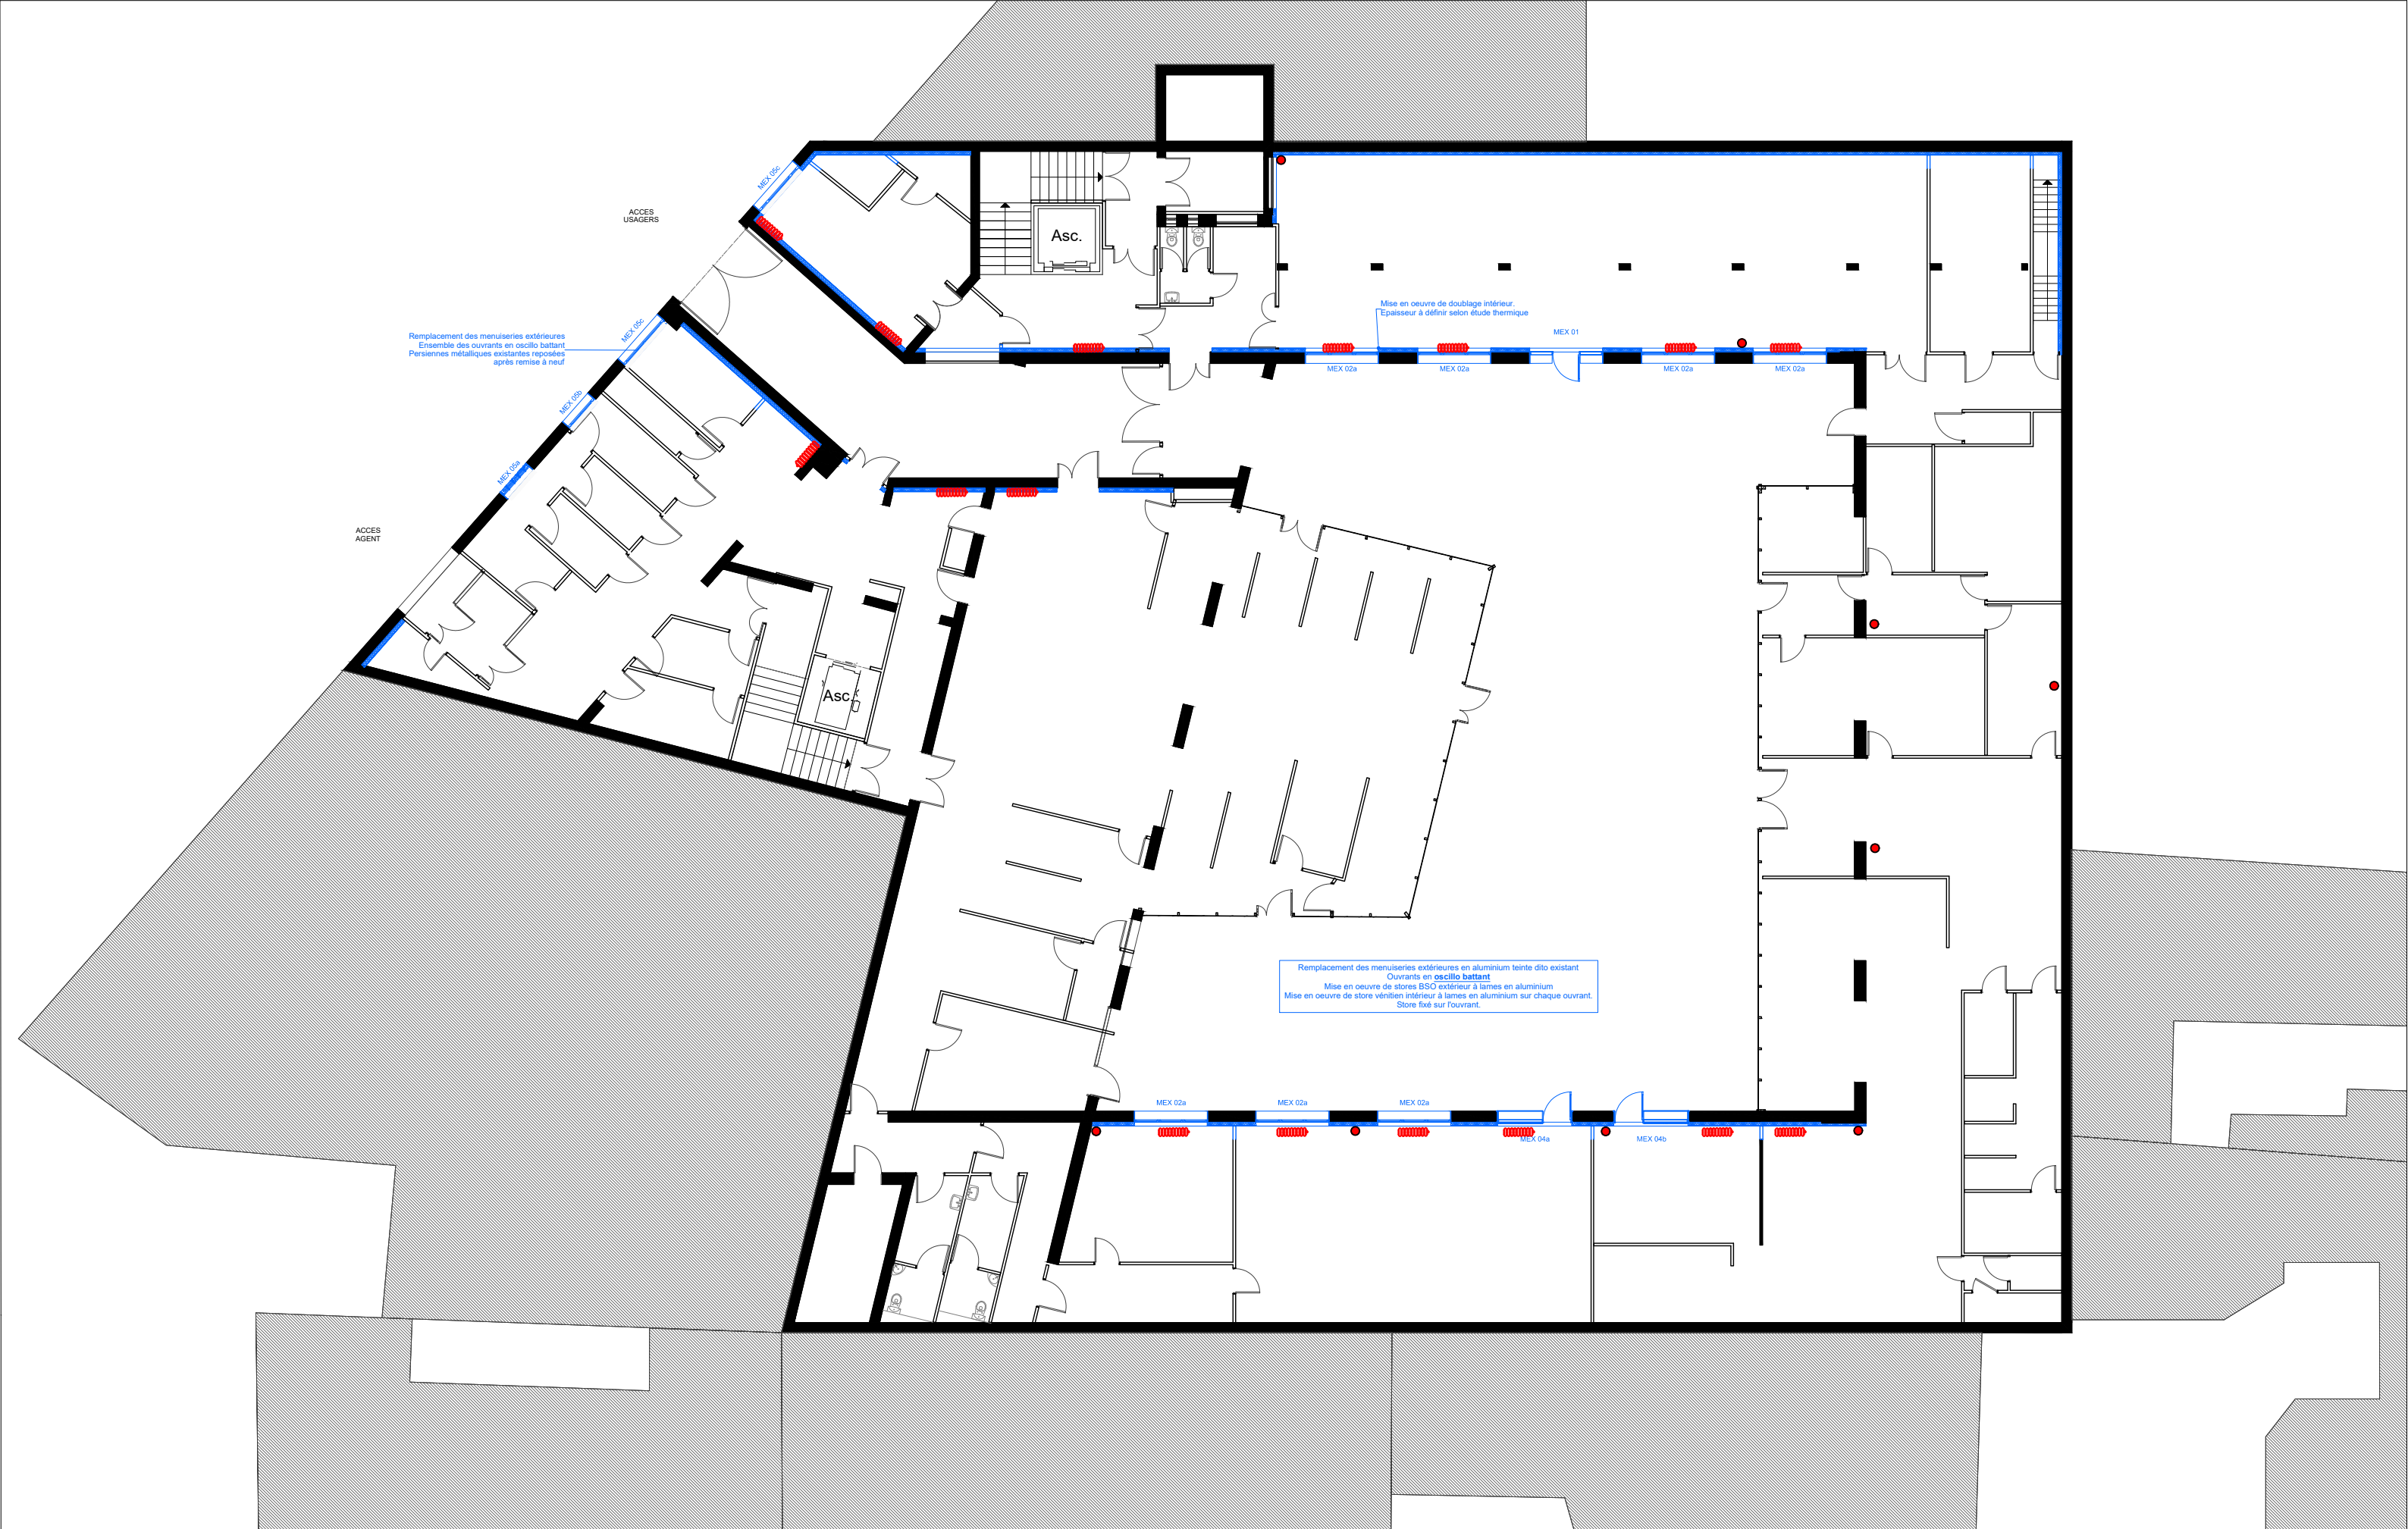 MEX 05c
ACCES
USAGERS
Asc.
Mise en oeuvre de doublage intérieur.
Epaisseur à définir selon étude thermique
MEX 01
MEX 05c
Remplacement des menuiseries extérieures
Ensemble des ouvrants en oscillo battant
Persiennes métalliques existantes reposées
après remise à neuf
MEX 02a
MEX 02a
MEX 02a
MEX 02a
MEX 05b
MEX 05a
ACCES
AGENT
Asc.
Remplacement des menuiseries extérieures en aluminium teinte dito existant
Ouvrants en oscillo battant
Mise en oeuvre de stores BSO extérieur à lames en aluminium
Mise en oeuvre de store vénitien intérieur à lames en aluminium sur chaque ouvrant.
Store fixé sur l'ouvrant.
MEX 02a
MEX 02a
MEX 02a
MEX 04a
MEX 04b